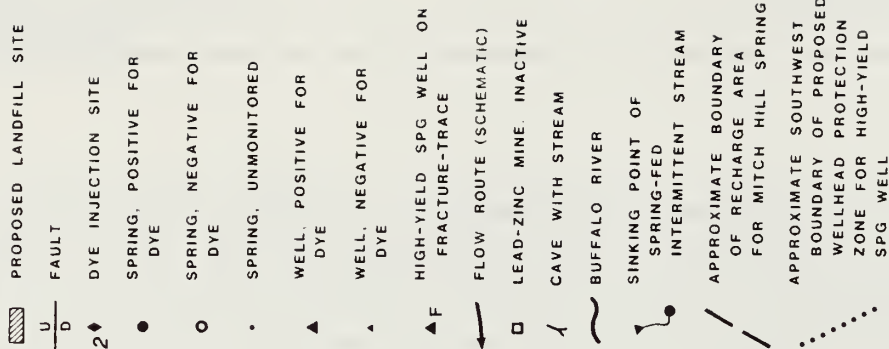 PROPOSED LANDFILL SITE
U
D
FAULT
2
DYE INJECTION SITE
SPRING, POSITIVE FOR
DYE
SPRING, NEGATIVE FOR
DYE
SPRING, UNMONITORED
WELL, POSITIVE FOR
DYE
WELL, NEGATIVE FOR
DYE
F
HIGH-YIELD SPG WELL ON
FRACTURE-TRACE
FLOW ROUTE (SCHEMATIC)
LEAD-ZINC MINE. INACTIVE
CAVE WITH STREAM
BUFFALO RIVER
SINKING POINT OF
SPRING-FED
INTERMITTENT STREAM
APPROXIMATE BOUNDARY
OF RECHARGE AREA
FOR MITCH HILL SPRING
APPROXIMATE SOUTHWEST
BOUNDARY OF PROPOSED
WELLHEAD PROTECTION
ZONE FOR HIGH-YIELD
SPG WELL